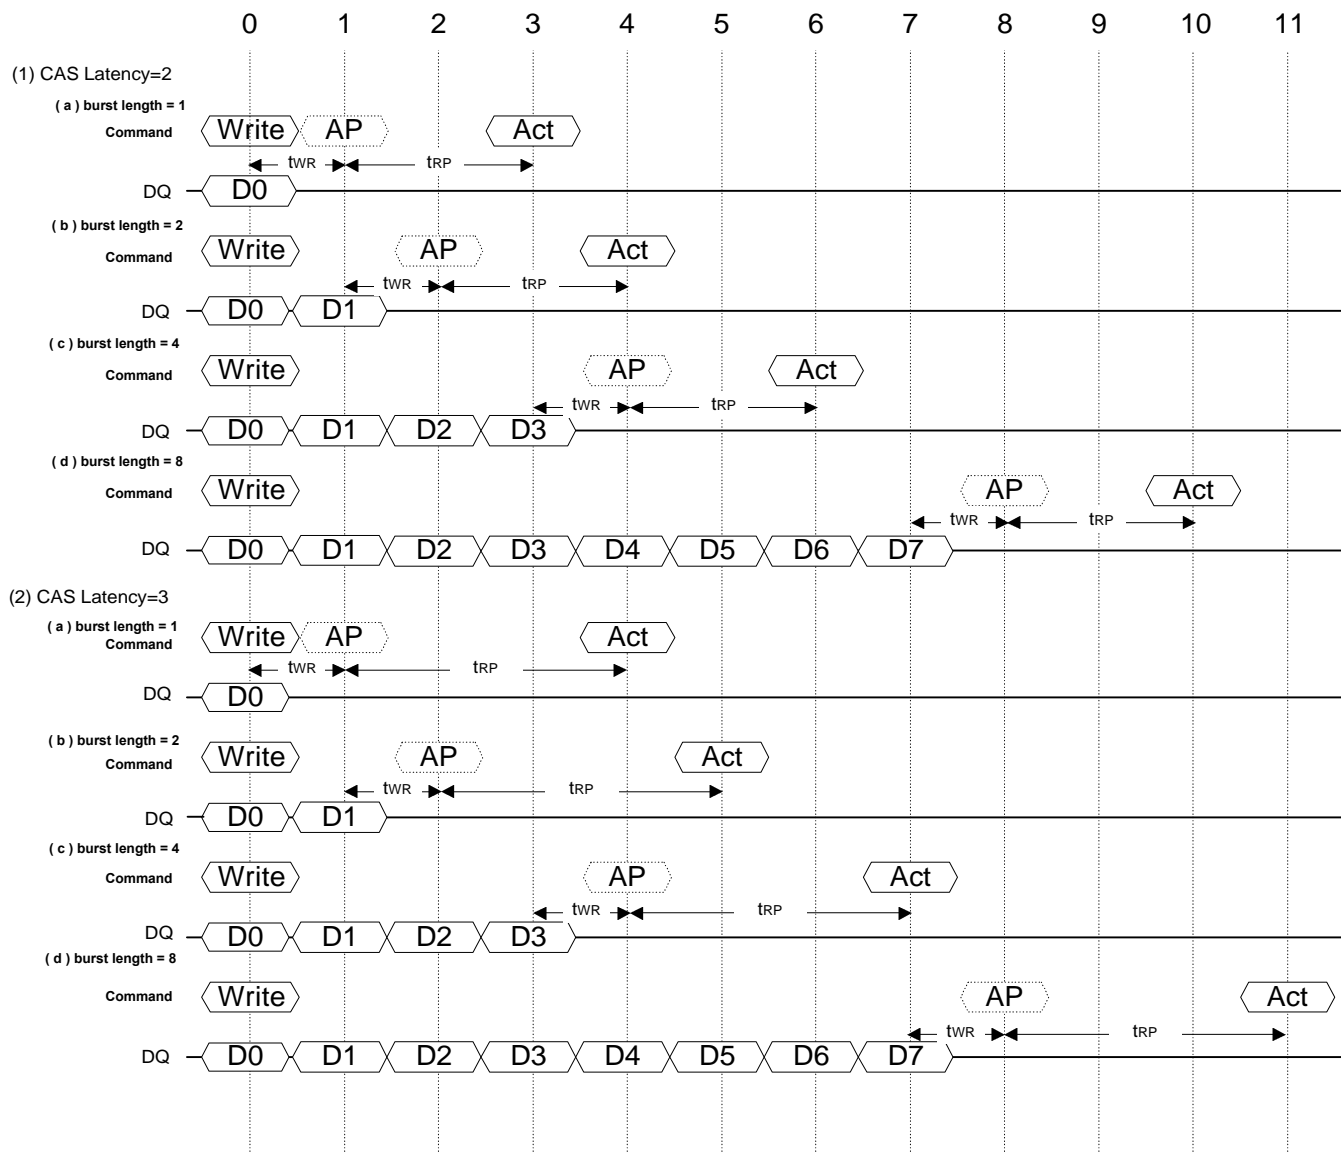 0 1 2 3 4 5 6 7 8 9 10 11
(1) CAS Latency=2
( a ) burst length = 1
Command Write AP Act
tWR tRP
DQ D0
( b ) burst length = 2
Command Write AP Act
tWR tRP
DQ D0 D1
( c ) burst length = 4
Command Write AP Act
tWR tRP
DQ D0 D1 D2 D3
( d ) burst length = 8
Command Write AP Act
tWR tRP
DQ D0 D1 D2 D3 D4 D5 D6 D7
(2) CAS Latency=3
( a ) burst length = 1
Command Write AP Act
tWR tRP
DQ D0
( b ) burst length = 2
Command Write AP Act
tWR tRP
DQ D0 D1
( c ) burst length = 4
Command Write AP Act
tWR tRP
DQ D0 D1 D2 D3
( d ) burst length = 8
Command Write AP Act
tWR tRP
DQ D0 D1 D2 D3 D4 D5 D6 D7